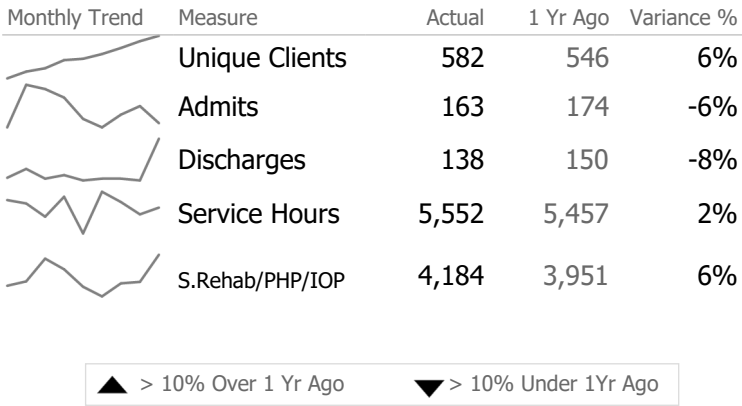 Monthly Trend Measure Actual 1 Yr Ago Variance %
Unique Clients 582 546 6%
Admits 163 174 -6%
Discharges 138 150 -8%
Service Hours 5,552 5,457 2%
S.Rehab/PHP/IOP 4,184 3,951 6%
> 10% Over 1 Yr Ago > 10% Under 1Yr Ago